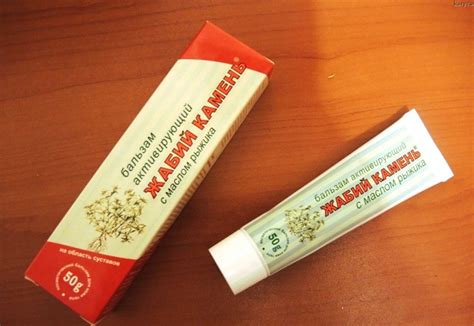 бальзам
активирующий
ЖАБИЙ КАМЕНЬ®
с маслом рыжика
на область суставов
50g
бальзам активирующий
ЖАБИЙ КАМЕНЬ®
с маслом рыжика
50g